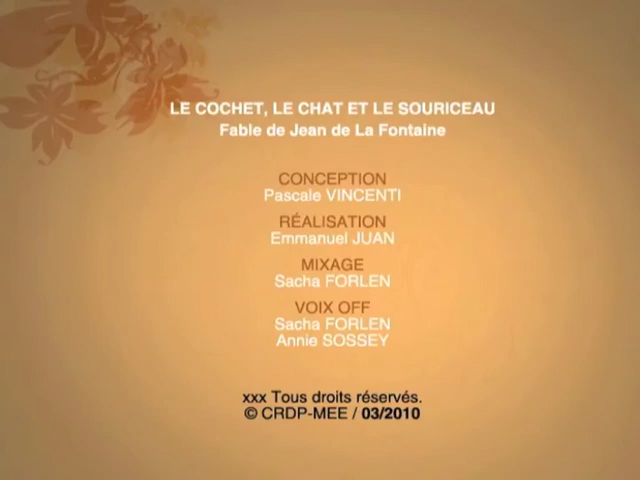 LE COCHET, LE CHAT ET LE SOURICEAU
Fable de Jean de La Fontaine
CONCEPTION
Pascale VINCENTI
RÉALISATION
Emmanuel JUAN
MIXAGE
Sacha FORLEN
VOIX OFF
Sacha FORLEN
Annie SOSSEY
xxx Tous droits réservés.
© CRDP-MEE / 03/2010